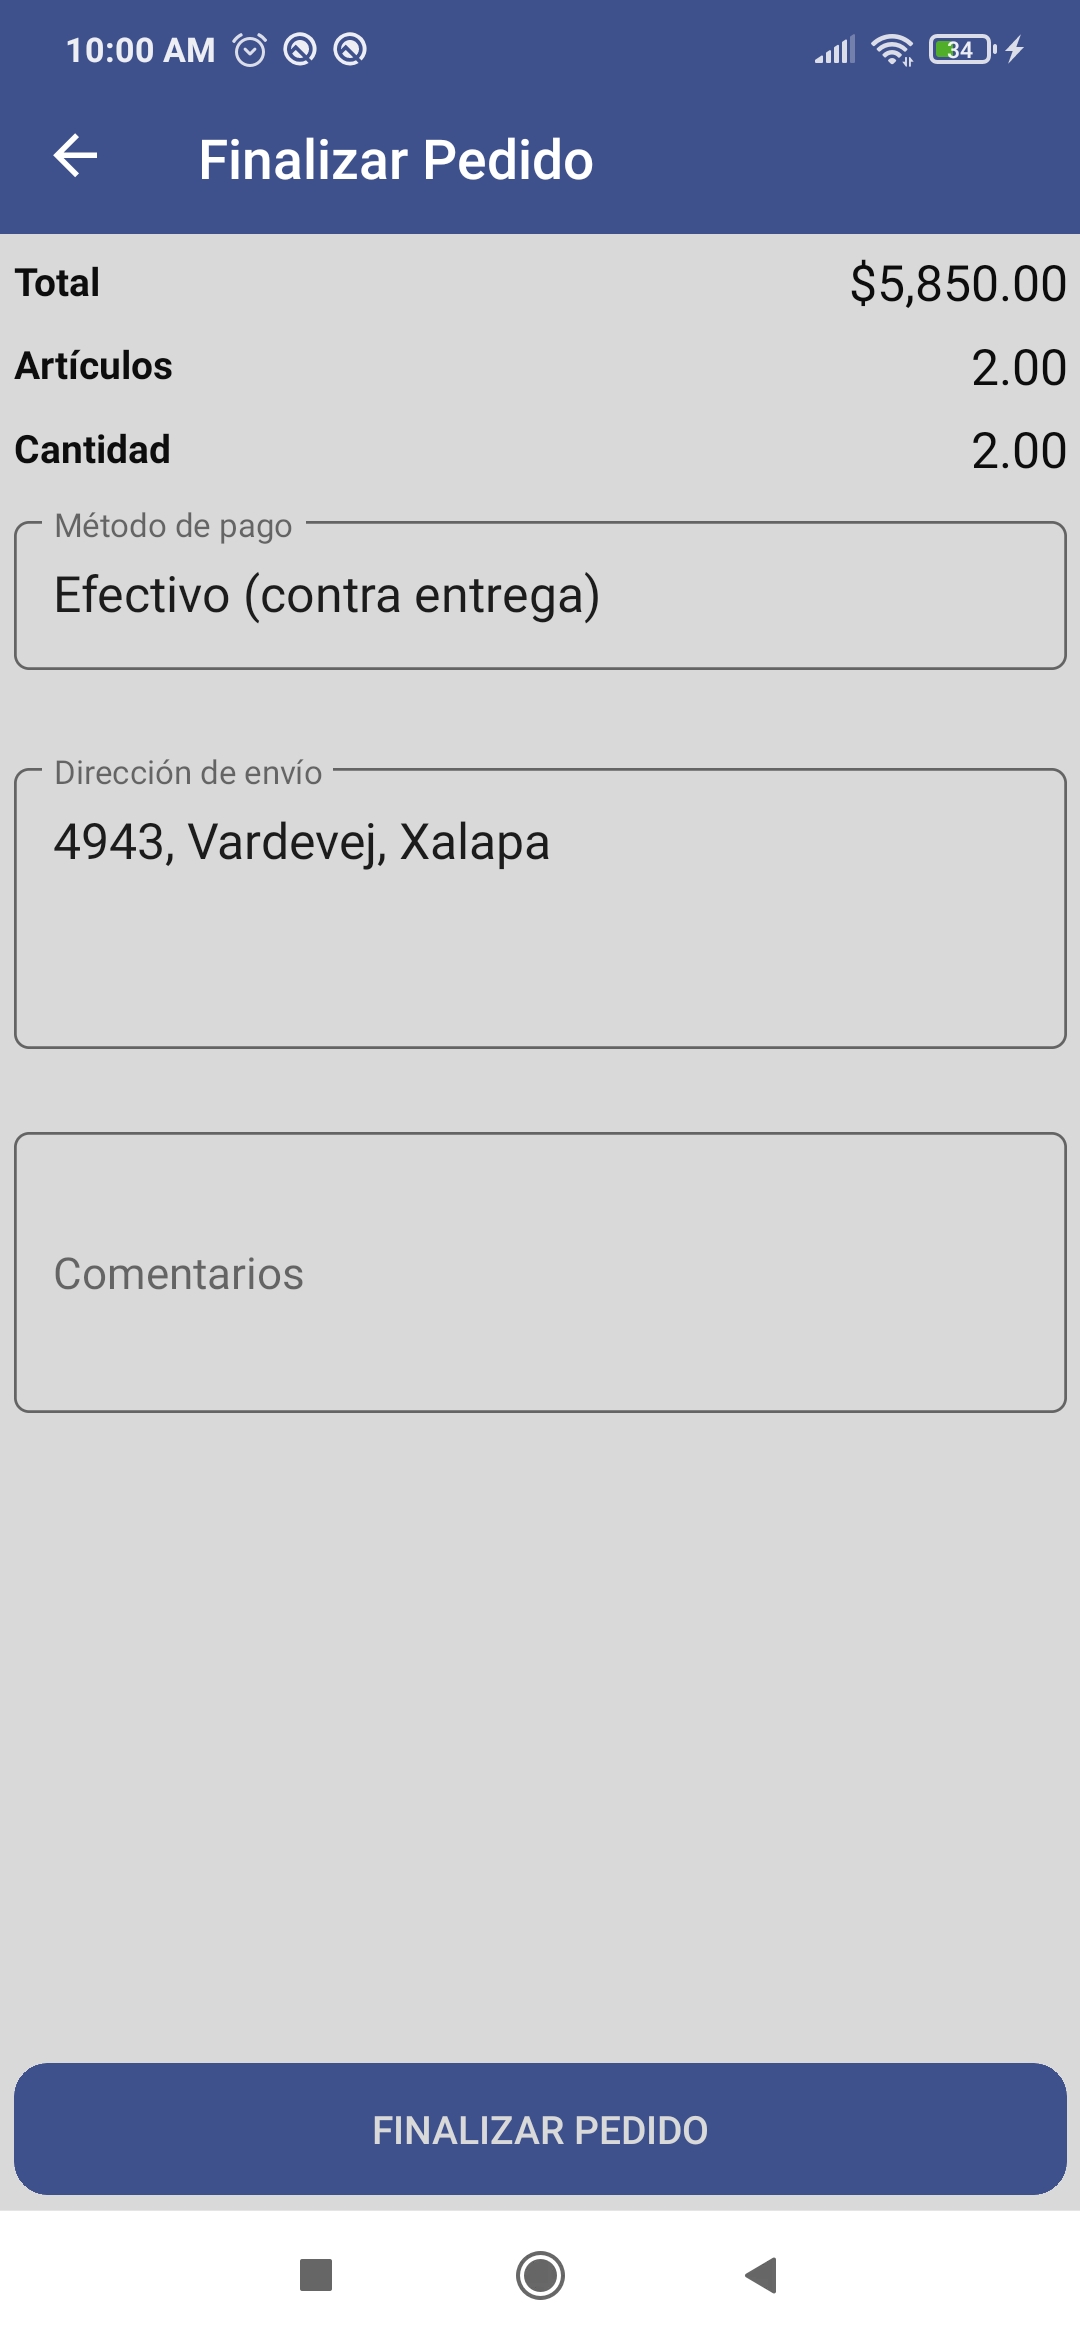 10:00 AM
34
Finalizar Pedido
Total
$5,850.00
Artículos
2.00
Cantidad
2.00
Método de pago
Efectivo (contra entrega)
Dirección de envío
4943, Vardevej, Xalapa
Comentarios
FINALIZAR PEDIDO